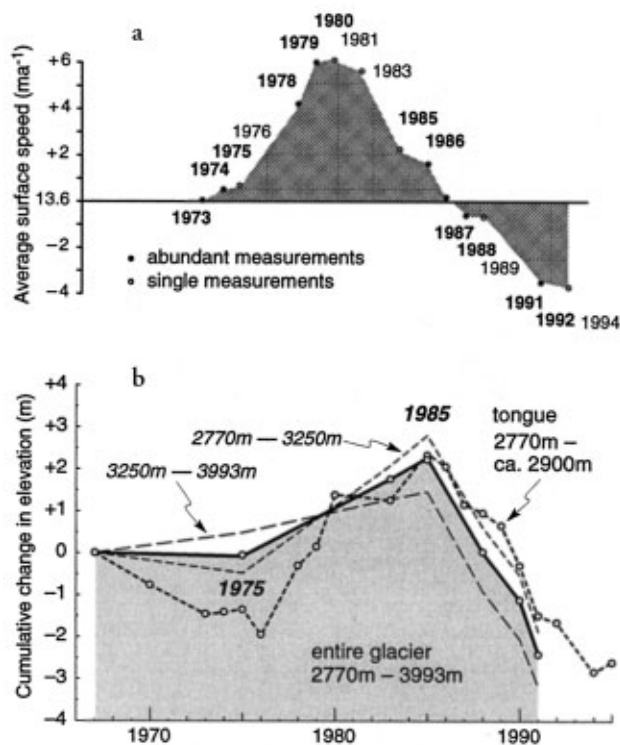 a
Average surface speed (ma⁻¹)
+6
+4
+2
13.6
−2
−4
1973
1974
1975
1976
1978
1979
1980
1981
1983
1985
1986
1987
1988
1989
1991
1992
1994
abundant measurements
single measurements
b
Cumulative change in elevation (m)
+4
+3
+2
+1
0
−1
−2
−3
−4
2770m — 3250m
3250m — 3993m
1975
1985
tongue
2770m –
ca. 2900m
entire glacier
2770m – 3993m
1970
1980
1990